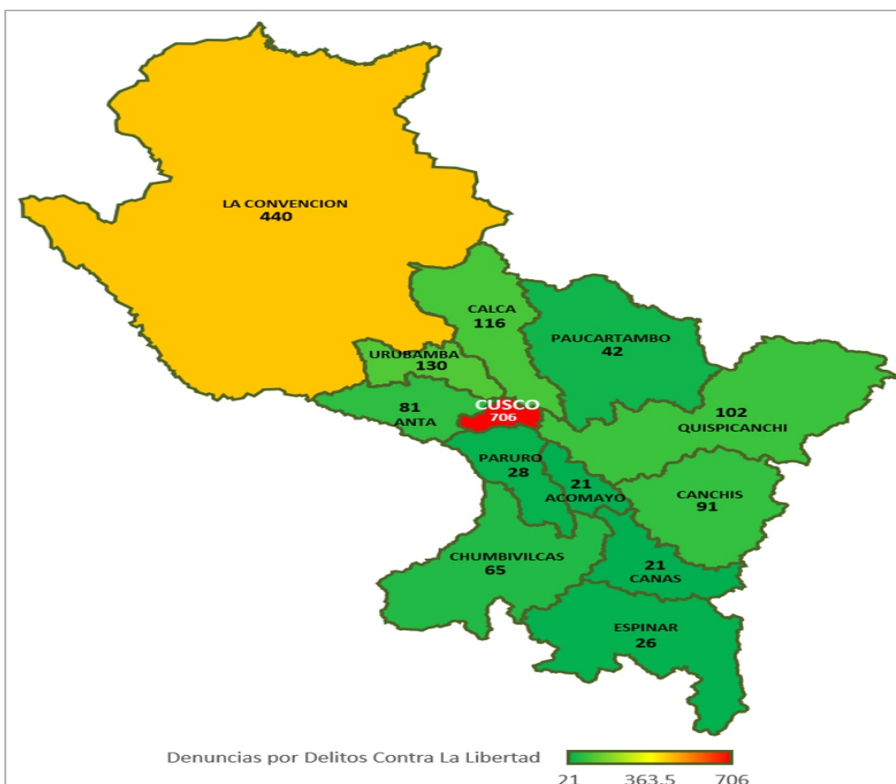 LA CONVENCION
440
CALCA
116
PAUCARTAMBO
42
URUBAMBA
130
81
ANTA
CUSCO
706
102
QUISPICANCHI
PARURO
28
21
ACOMAYO
CANCHIS
91
CHUMBIVILCAS
65
21
CANAS
ESPINAR
26
Denuncias por Delitos Contra La Libertad
21 363.5 706